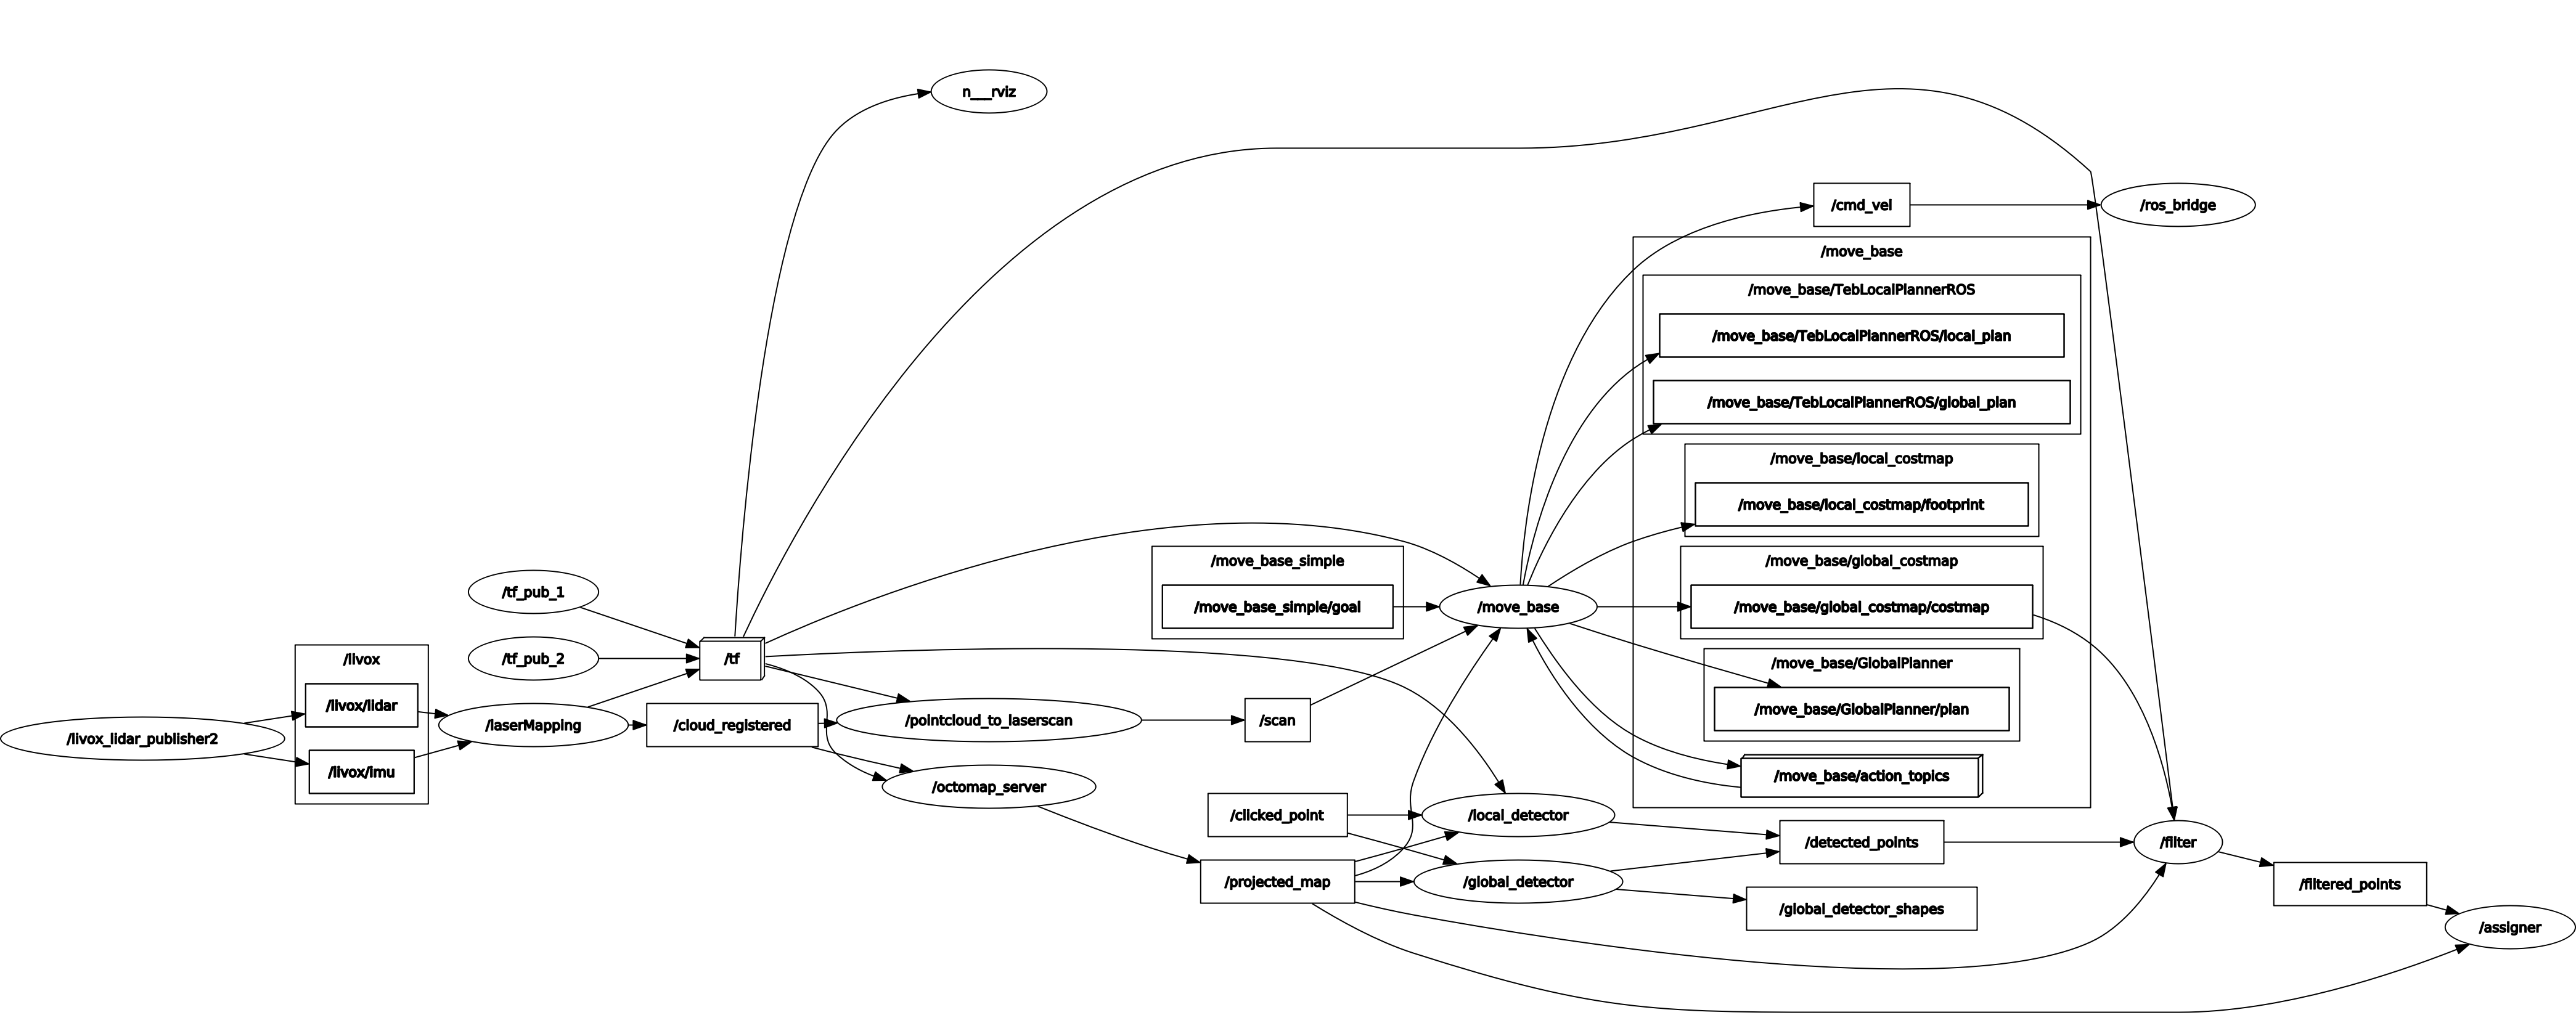 n___rviz
/cmd_vel
/ros_bridge
/move_base
/move_base/TebLocalPlannerROS
/move_base/TebLocalPlannerROS/local_plan
/move_base/TebLocalPlannerROS/global_plan
/move_base/local_costmap
/move_base/local_costmap/footprint
/move_base_simple
/move_base/global_costmap
/tf_pub_1
/move_base_simple/goal
/move_base
/move_base/global_costmap/costmap
/livox
/tf_pub_2
/tf
/move_base/GlobalPlanner
/livox/lidar
/move_base/GlobalPlanner/plan
/livox_lidar_publisher2
/laserMapping
/cloud_registered
/pointcloud_to_laserscan
/scan
/livox/imu
/octomap_server
/move_base/action_topics
/clicked_point
/local_detector
/detected_points
/filter
/projected_map
/global_detector
/filtered_points
/global_detector_shapes
/assigner